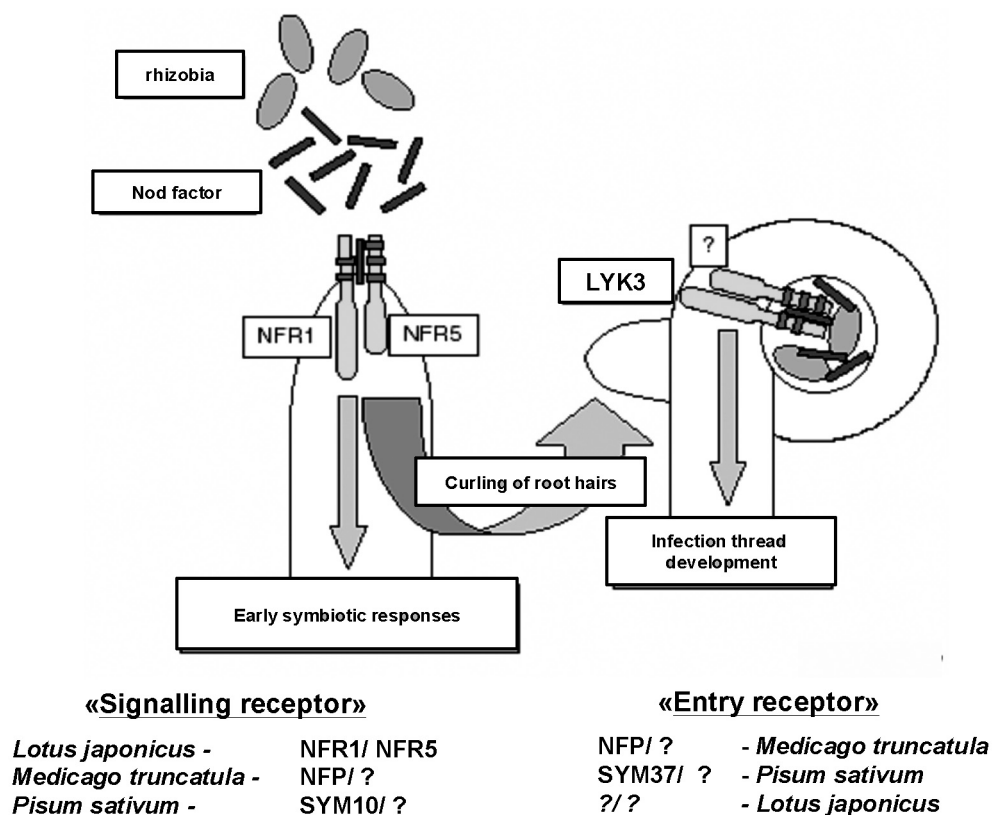 rhizobia
Nod factor
?
LYK3
NFR1
NFR5
Curling of root hairs
Infection thread
development
Early symbiotic responses
«Signalling receptor»
Lotus japonicus - NFR1/ NFR5
Medicago truncatula - NFP/ ?
Pisum sativum - SYM10/ ?
«Entry receptor»
NFP/ ? - Medicago truncatula
SYM37/ ? - Pisum sativum
?/ ? - Lotus japonicus